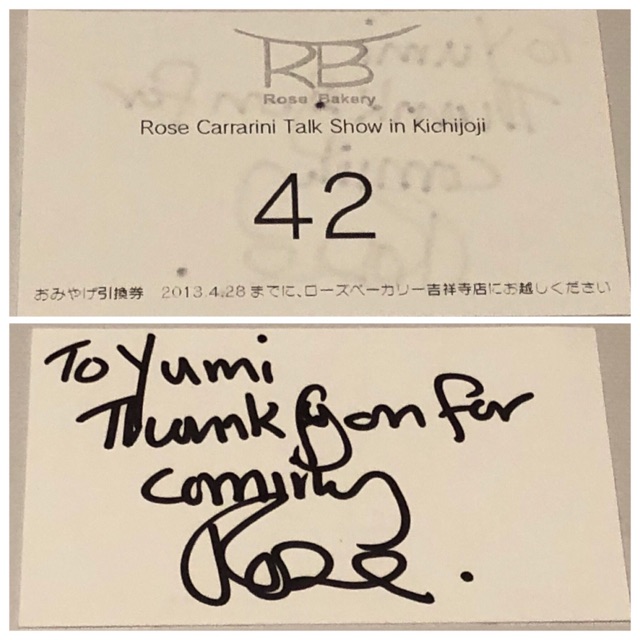 RB
Rose Bakery
Rose Carrarini Talk Show in Kichijoji
42
おみやげ引換券 2013.4.28までに、ローズベーカリー吉祥寺店にお越しください
To Yumi
Thank you for
coming
Rose.